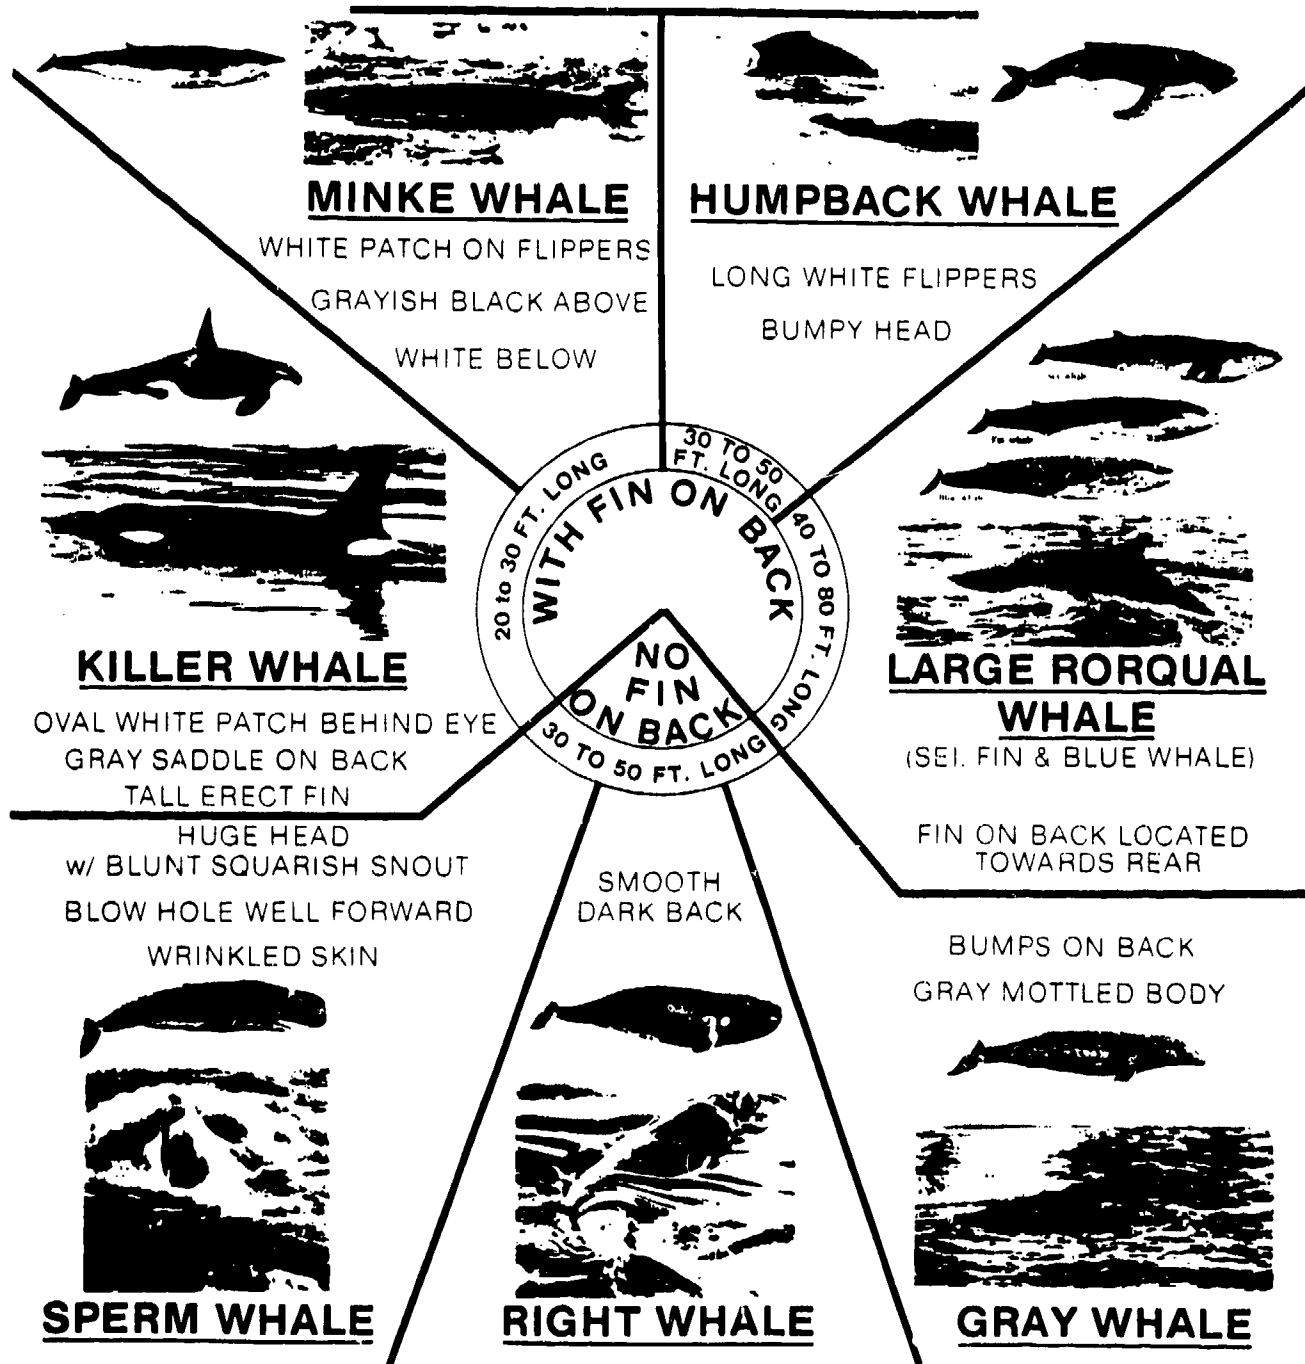 MINKE WHALE
WHITE PATCH ON FLIPPERS
GRAYISH BLACK ABOVE
WHITE BELOW
HUMPBACK WHALE
LONG WHITE FLIPPERS
BUMPY HEAD
KILLER WHALE
OVAL WHITE PATCH BEHIND EYE
GRAY SADDLE ON BACK
TALL ERECT FIN
20 to 30 FT. LONG
30 TO 50
FT. LONG
40 TO 80 FT. LONG
WITH FIN ON BACK
NO
FIN
ON BACK
30 TO 50 FT. LONG
Fin whale
LARGE RORQUAL
WHALE
(SEI. FIN & BLUE WHALE)
FIN ON BACK LOCATED
TOWARDS REAR
HUGE HEAD
w/ BLUNT SQUARISH SNOUT
BLOW HOLE WELL FORWARD
WRINKLED SKIN
SPERM WHALE
SMOOTH
DARK BACK
RIGHT WHALE
BUMPS ON BACK
GRAY MOTTLED BODY
GRAY WHALE